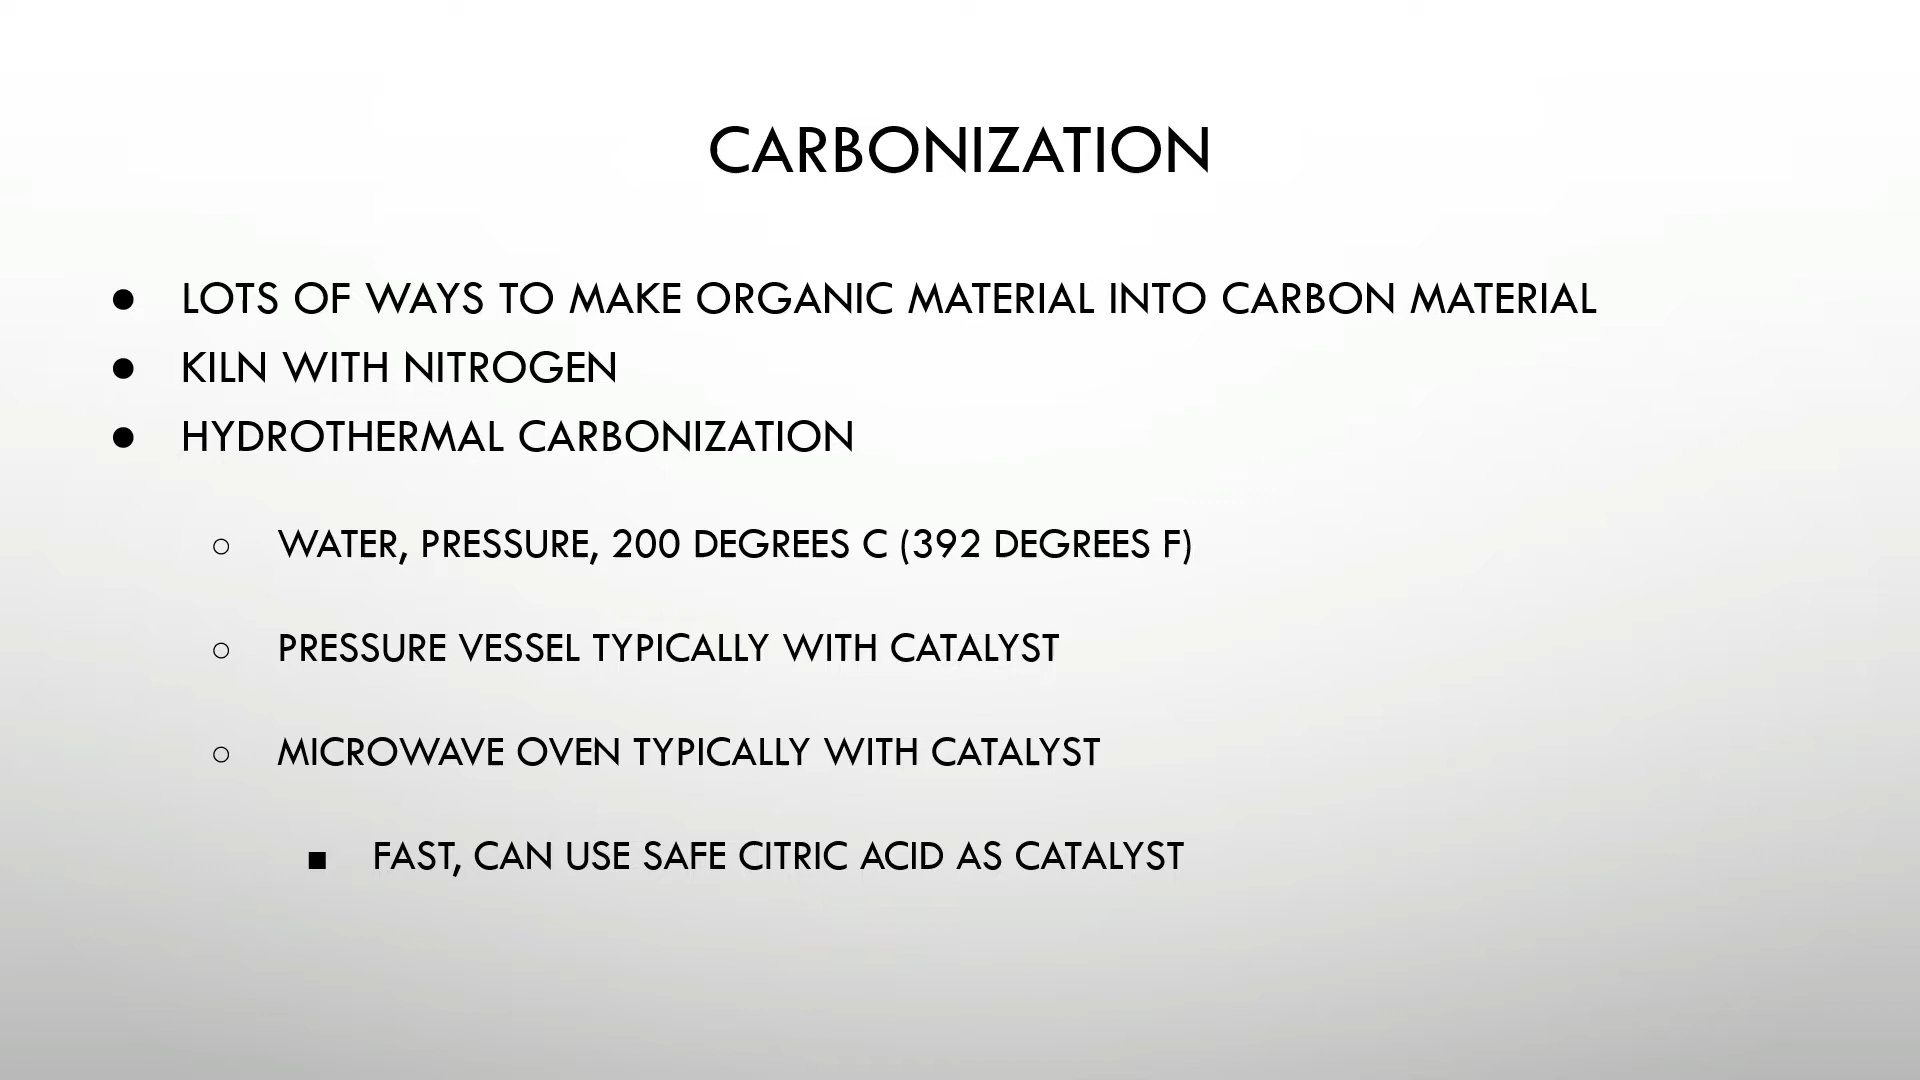 CARBONIZATION
● LOTS OF WAYS TO MAKE ORGANIC MATERIAL INTO CARBON MATERIAL
● KILN WITH NITROGEN
● HYDROTHERMAL CARBONIZATION
○ WATER, PRESSURE, 200 DEGREES C (392 DEGREES F)
○ PRESSURE VESSEL TYPICALLY WITH CATALYST
○ MICROWAVE OVEN TYPICALLY WITH CATALYST
■ FAST, CAN USE SAFE CITRIC ACID AS CATALYST